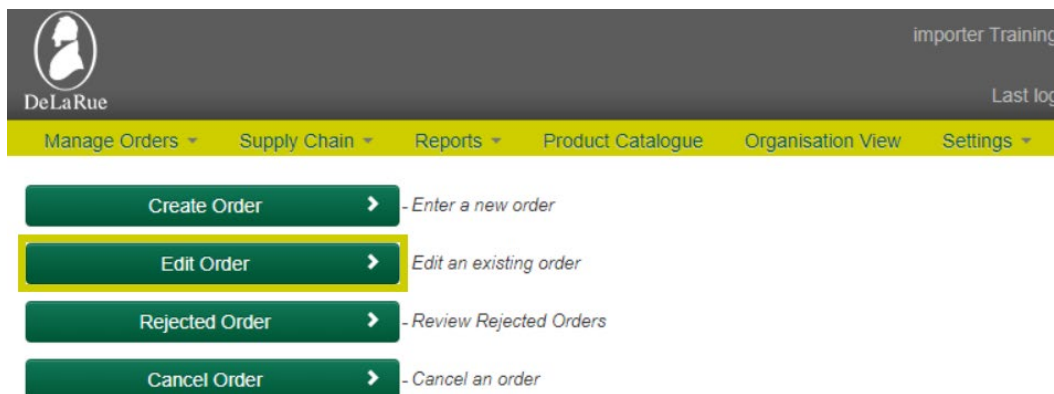 importer Training
DeLaRue
Last log
Manage Orders Supply Chain Reports Product Catalogue Organisation View Settings
Create Order - Enter a new order
Edit Order Edit an existing order
Rejected Order - Review Rejected Orders
Cancel Order - Cancel an order